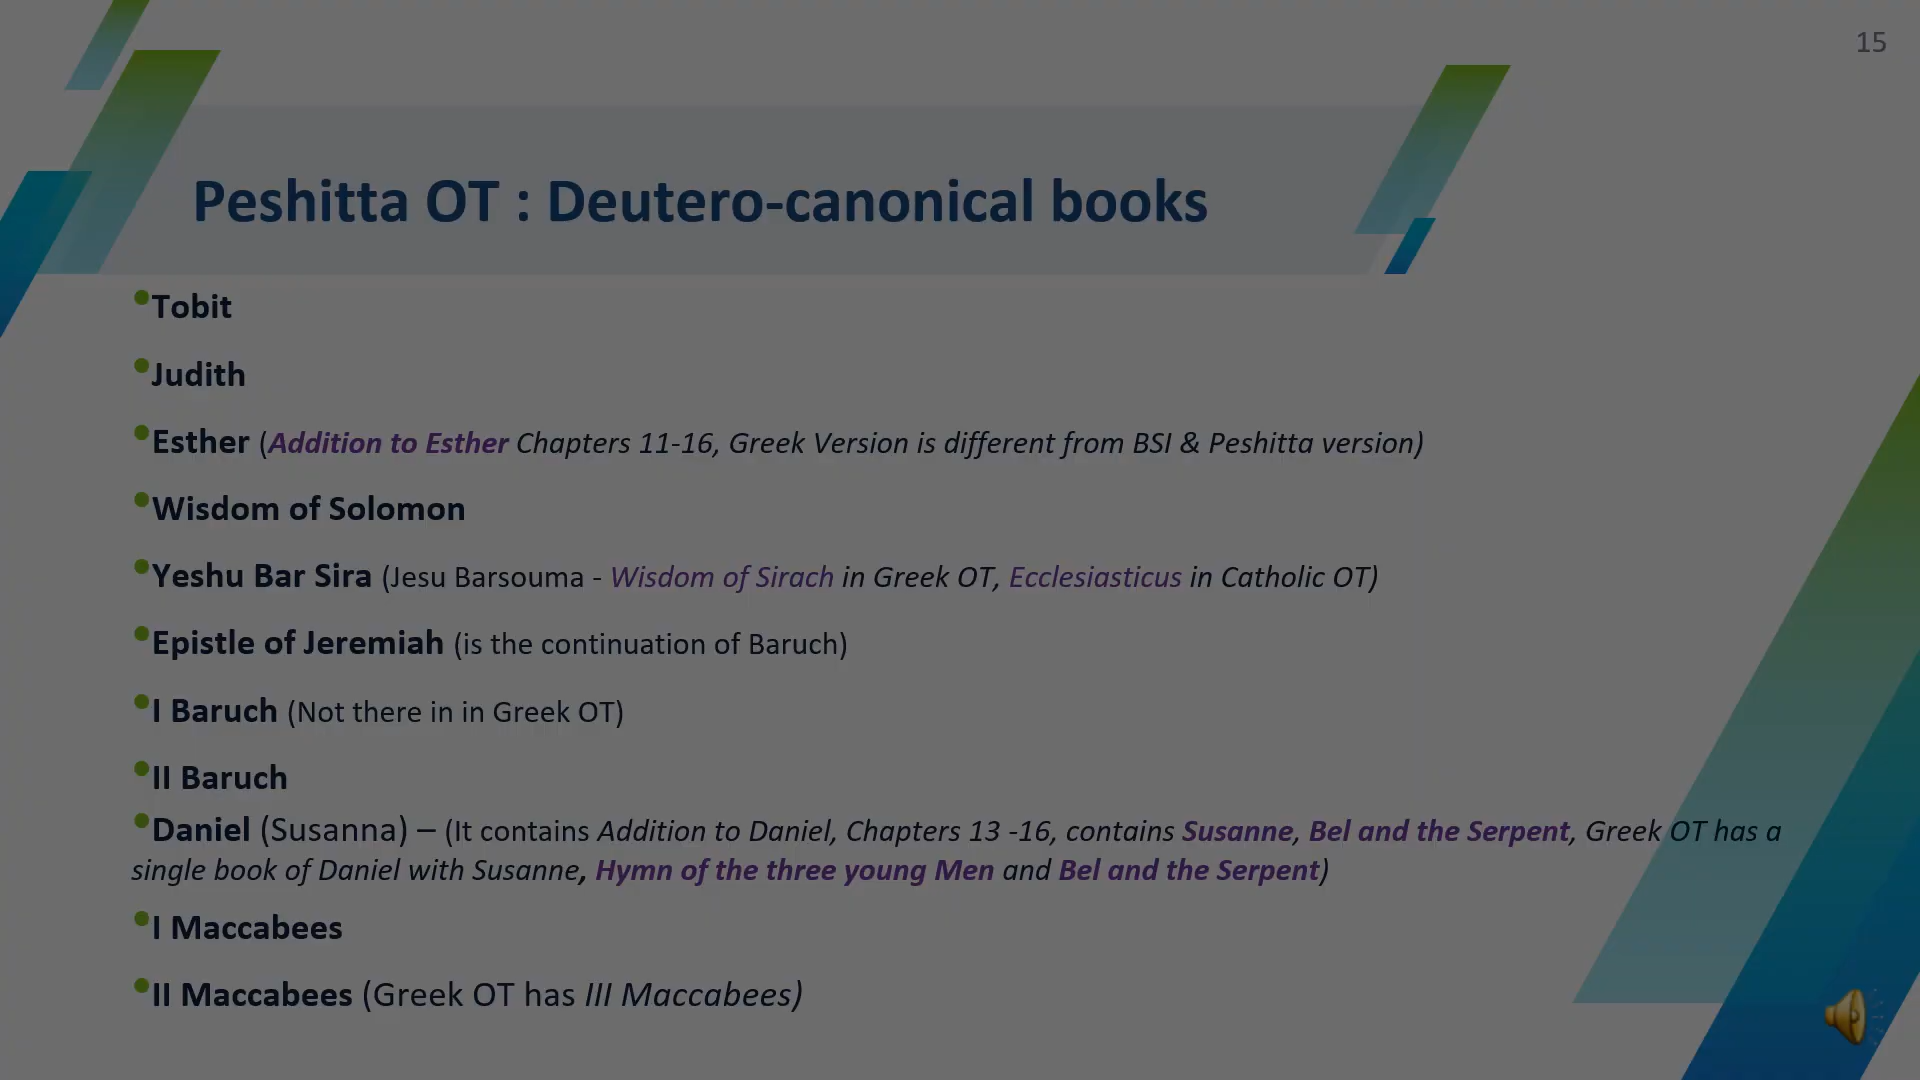 15
Peshitta OT : Deutero-canonical books
•Tobit
•Judith
•Esther (Addition to Esther Chapters 11-16, Greek Version is different from BSI & Peshitta version)
•Wisdom of Solomon
•Yeshu Bar Sira (Jesu Barsouma - Wisdom of Sirach in Greek OT, Ecclesiasticus in Catholic OT)
•Epistle of Jeremiah (is the continuation of Baruch)
•I Baruch (Not there in in Greek OT)
•II Baruch
•Daniel (Susanna) – (It contains Addition to Daniel, Chapters 13 -16, contains Susanne, Bel and the Serpent, Greek OT has a
single book of Daniel with Susanne, Hymn of the three young Men and Bel and the Serpent)
•I Maccabees
•II Maccabees (Greek OT has III Maccabees)